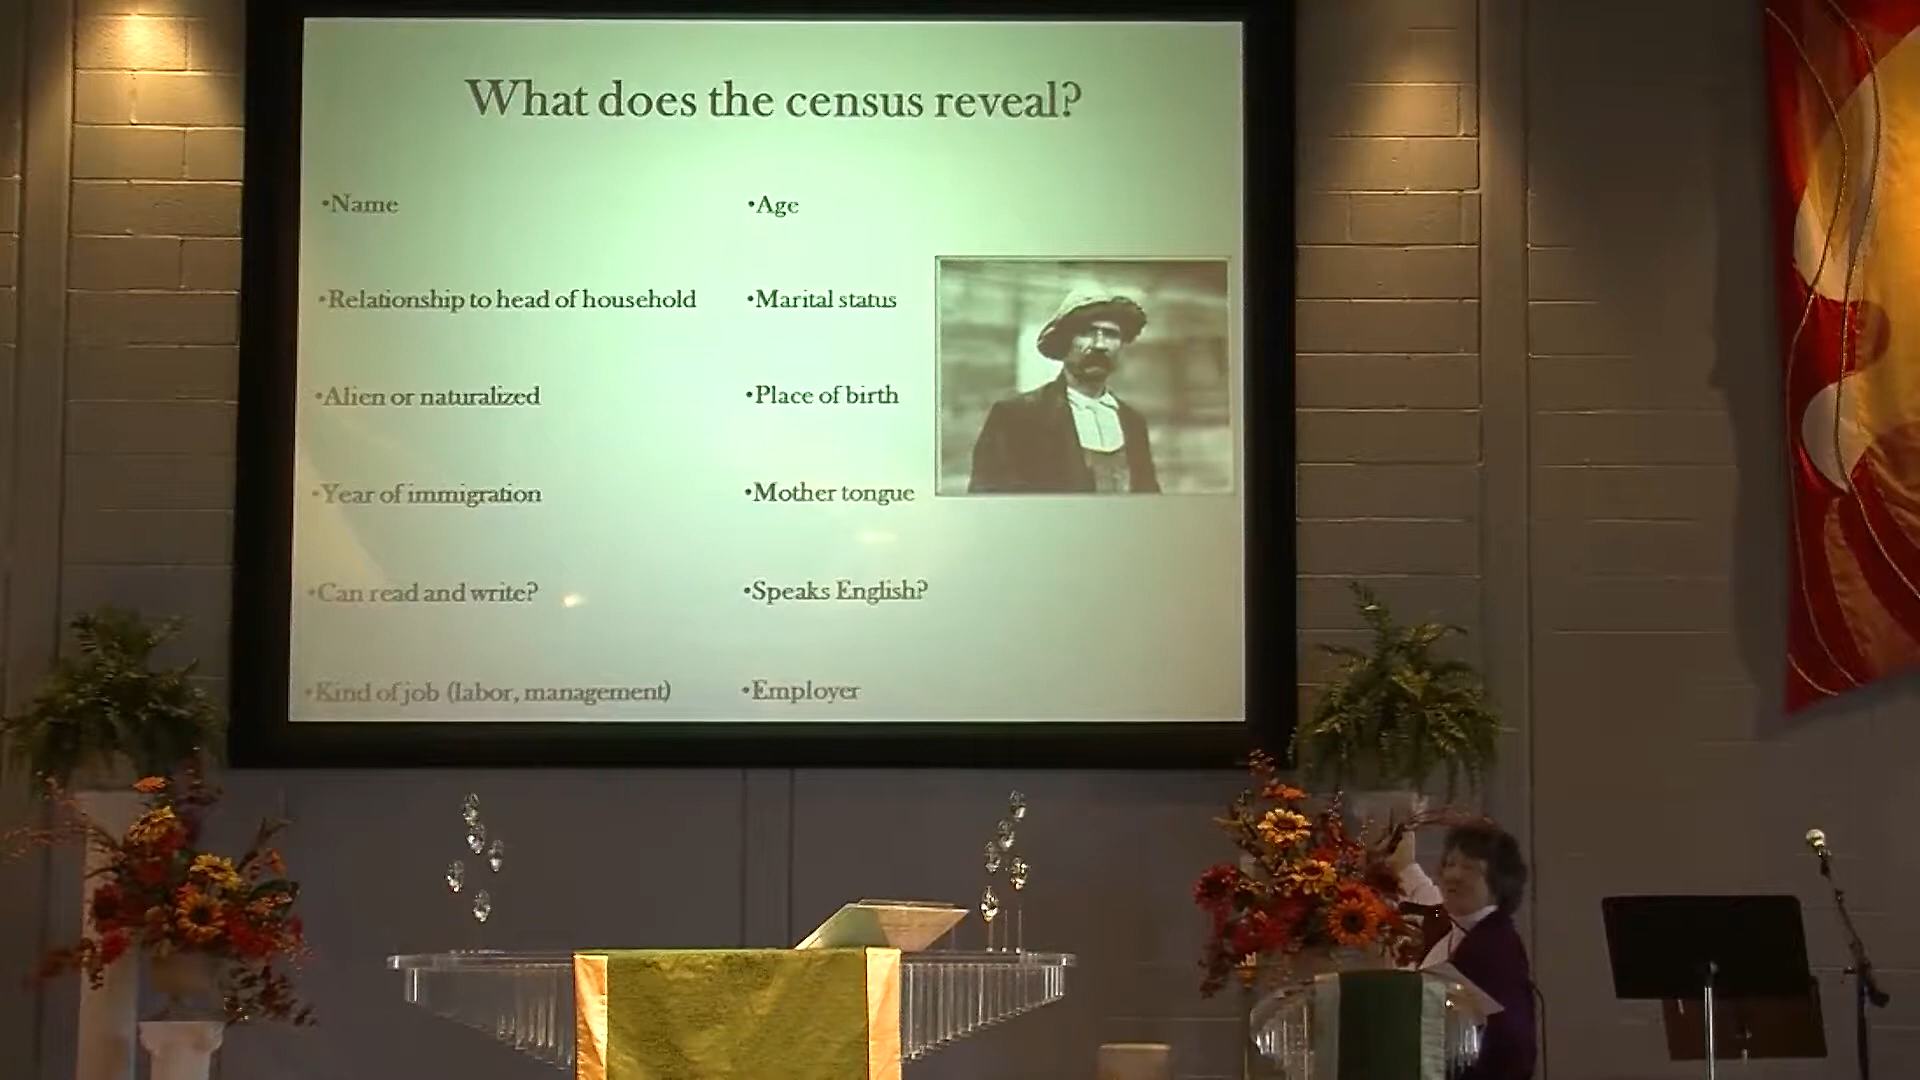 What does the census reveal?
•Name
•Age
•Relationship to head of household
•Marital status
•Alien or naturalized
•Place of birth
•Year of immigration
•Mother tongue
•Can read and write?
•Speaks English?
•Kind of job (labor, management)
•Employer